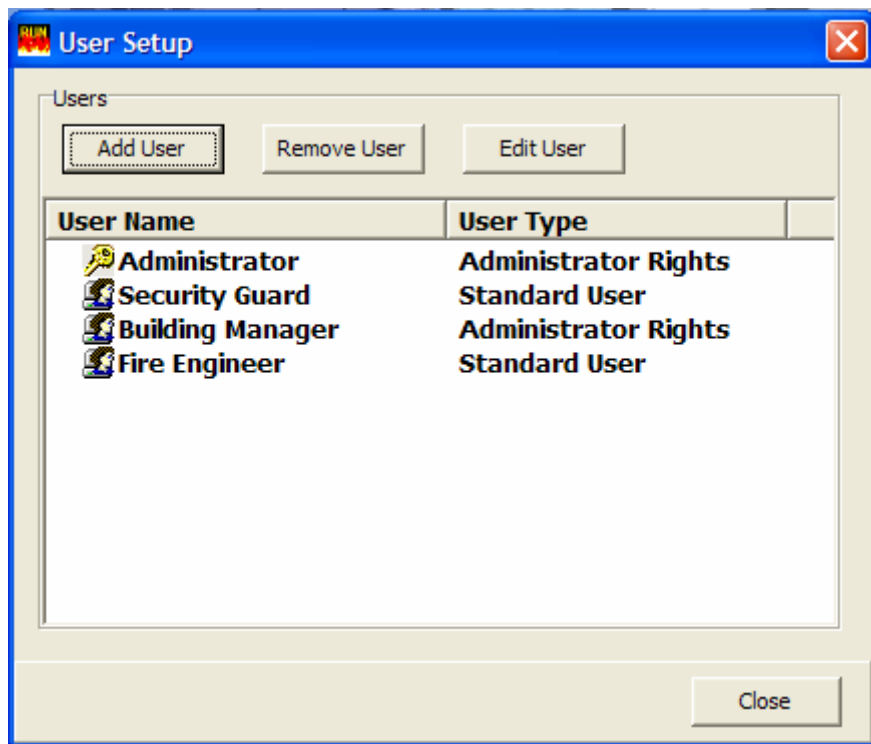 RUN
User Setup
Users
Add User Remove User Edit User
User Name User Type
Administrator Administrator Rights
Security Guard Standard User
Building Manager Administrator Rights
Fire Engineer Standard User
Close